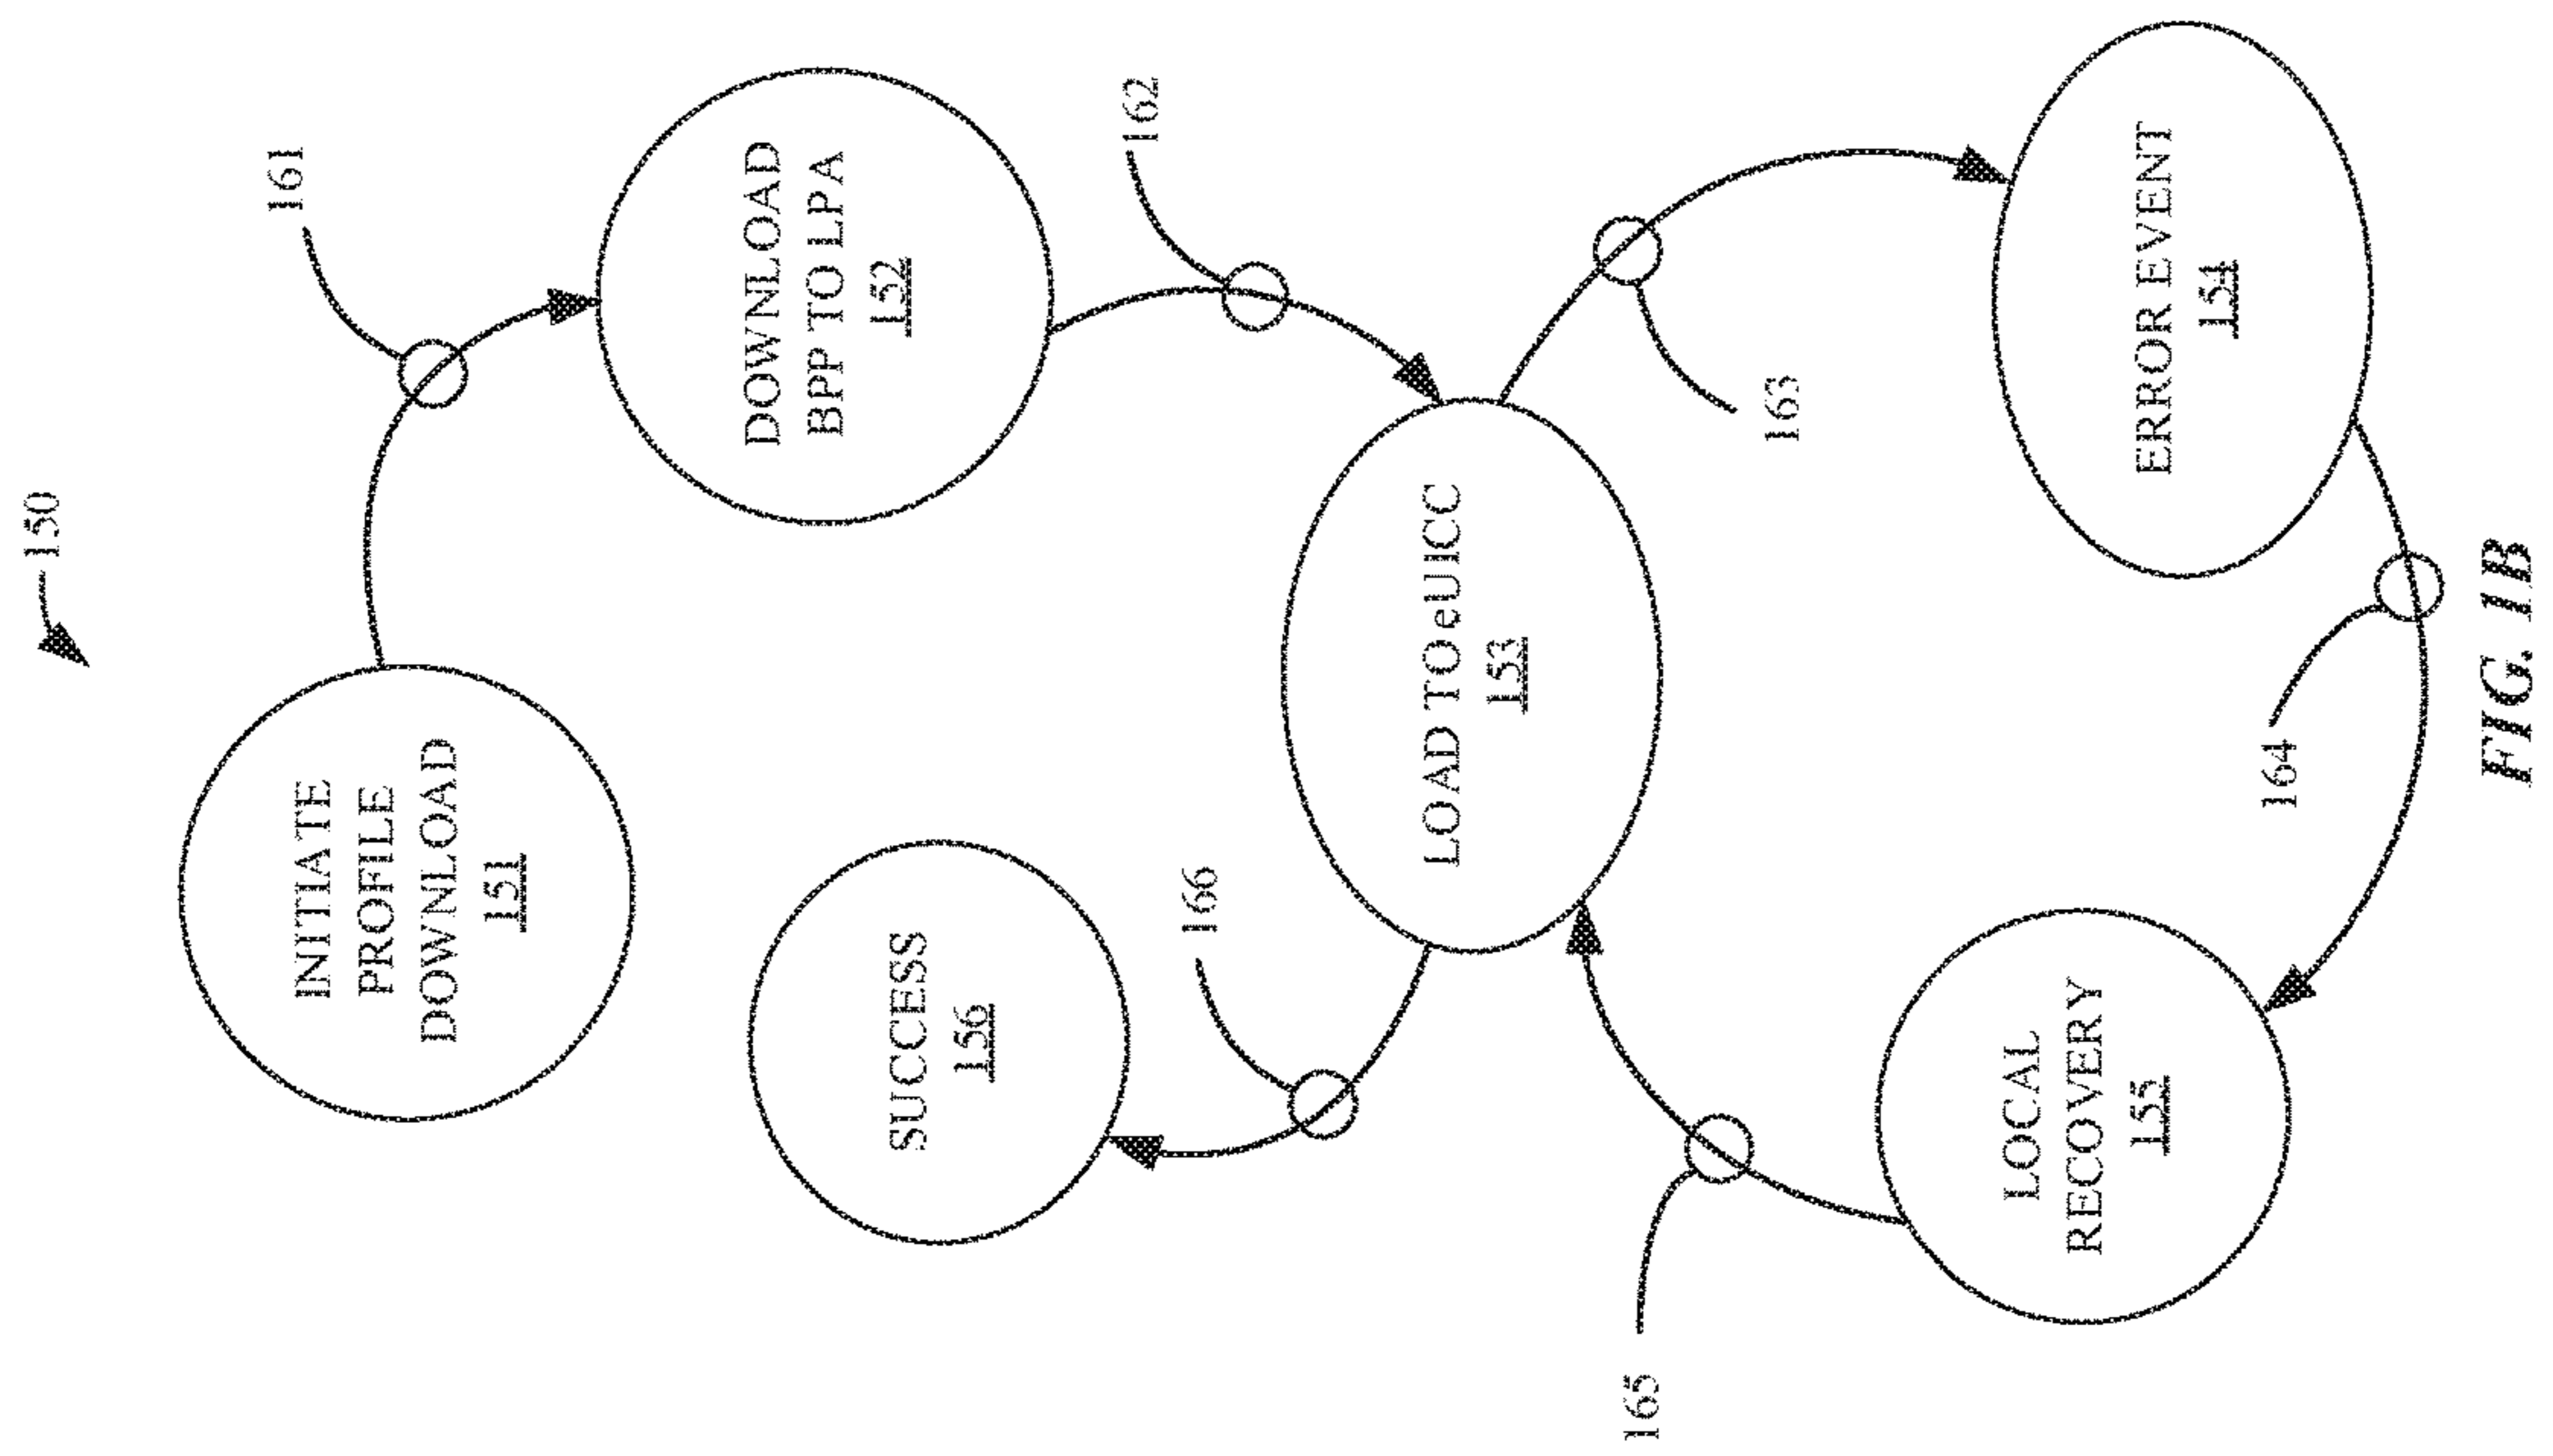 150
INITIATE
PROFILE
DOWNLOAD
151
161
DOWNLOAD
BPP TO LPA
152
162
SUCCESS
156
166
LOAD TO eUICC
153
163
ERROR EVENT
154
164
LOCAL
RECOVERY
155
165
FIG. 1B